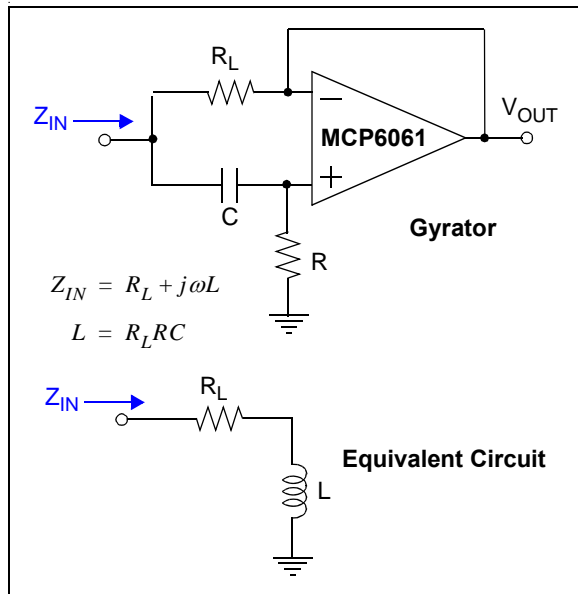 R_L
Z_IN
−
V_OUT
MCP6061
+
C
R
Gyrator
Z_IN = R_L + jωL
L = R_L RC
R_L
Z_IN
Equivalent Circuit
L